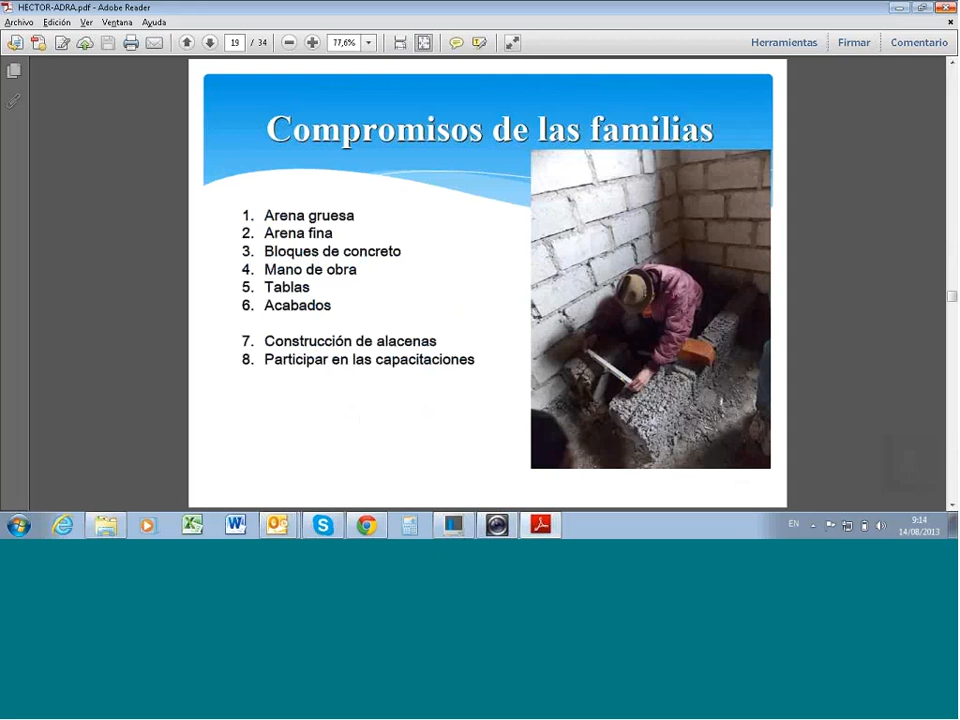 HECTOR-ADRA.pdf - Adobe Reader
Archivo Edición Ver Ventana Ayuda
19 / 34 77,6% Herramientas Firmar Comentario
Compromisos de las familias
1. Arena gruesa
2. Arena fina
3. Bloques de concreto
4. Mano de obra
5. Tablas
6. Acabados
7. Construcción de alacenas
8. Participar en las capacitaciones
EN 9:14
14/08/2013